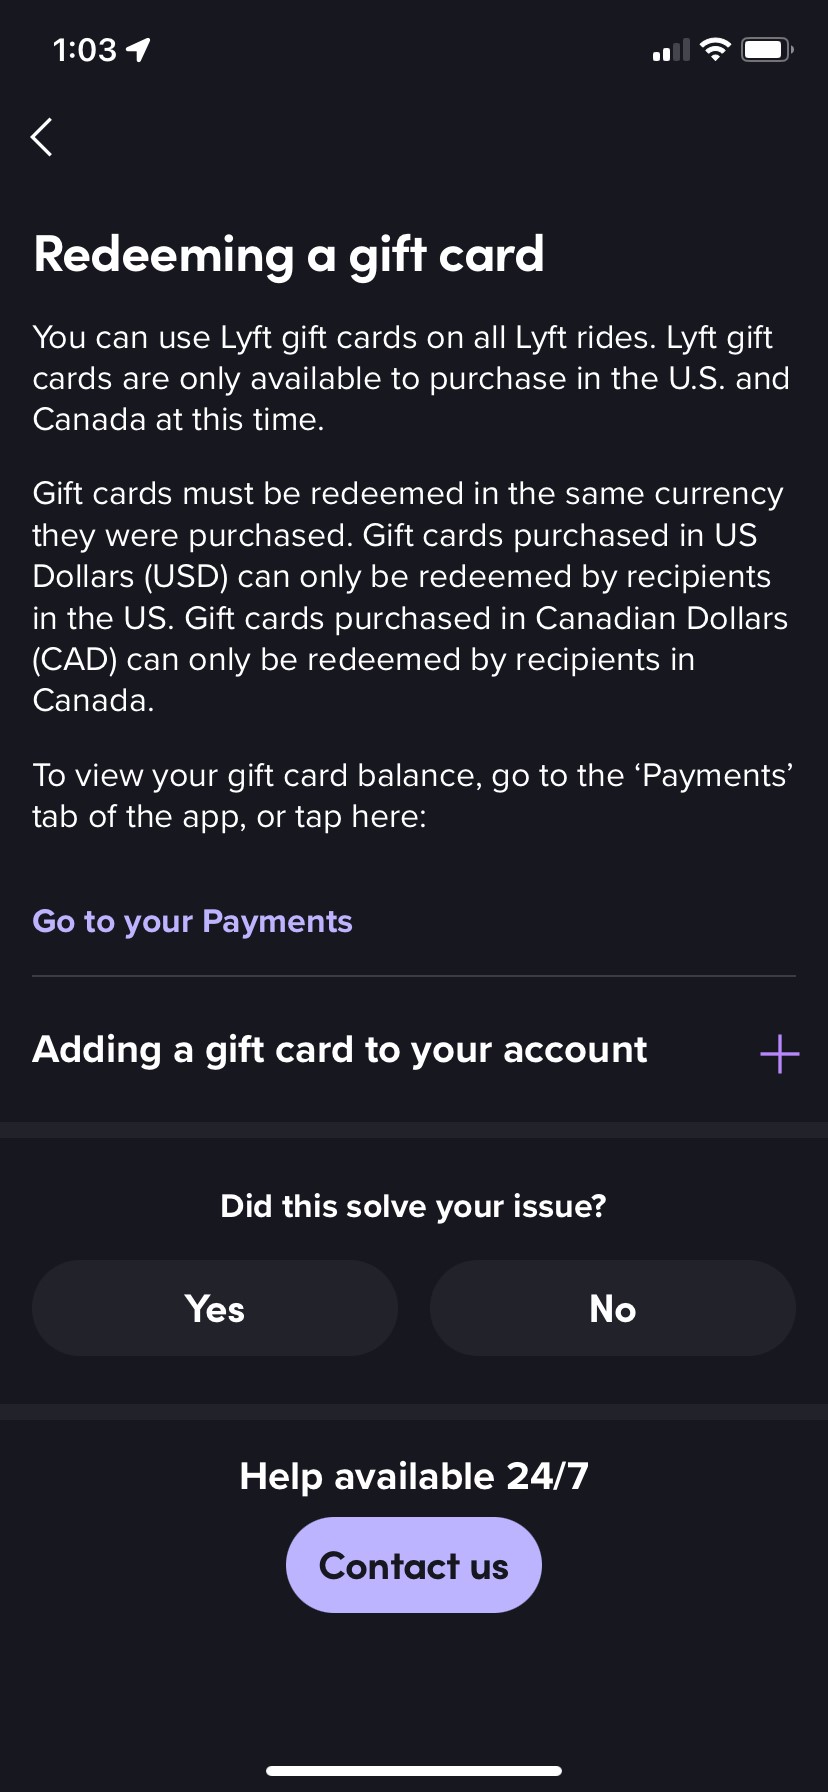 1:03
Redeeming a gift card
You can use Lyft gift cards on all Lyft rides. Lyft gift
cards are only available to purchase in the U.S. and
Canada at this time.
Gift cards must be redeemed in the same currency
they were purchased. Gift cards purchased in US
Dollars (USD) can only be redeemed by recipients
in the US. Gift cards purchased in Canadian Dollars
(CAD) can only be redeemed by recipients in
Canada.
To view your gift card balance, go to the ‘Payments’
tab of the app, or tap here:
Go to your Payments
Adding a gift card to your account
Did this solve your issue?
Yes No
Help available 24/7
Contact us